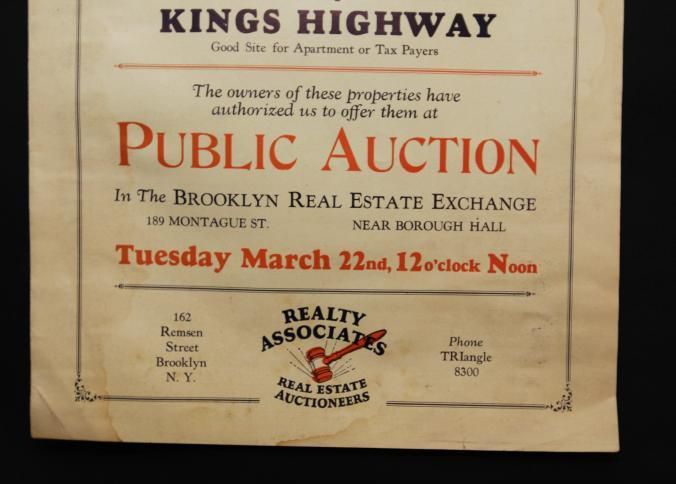 KINGS HIGHWAY
Good Site for Apartment or Tax Payers
The owners of these properties have
authorized us to offer them at
PUBLIC AUCTION
In The BROOKLYN REAL ESTATE EXCHANGE
189 MONTAGUE ST. NEAR BOROUGH HALL
Tuesday March 22nd, 12 o'clock Noon
162
Remsen
Street
Brooklyn
N. Y.
REALTY
ASSOCIATES
REAL ESTATE
AUCTIONEERS
Phone
TRIangle
8300